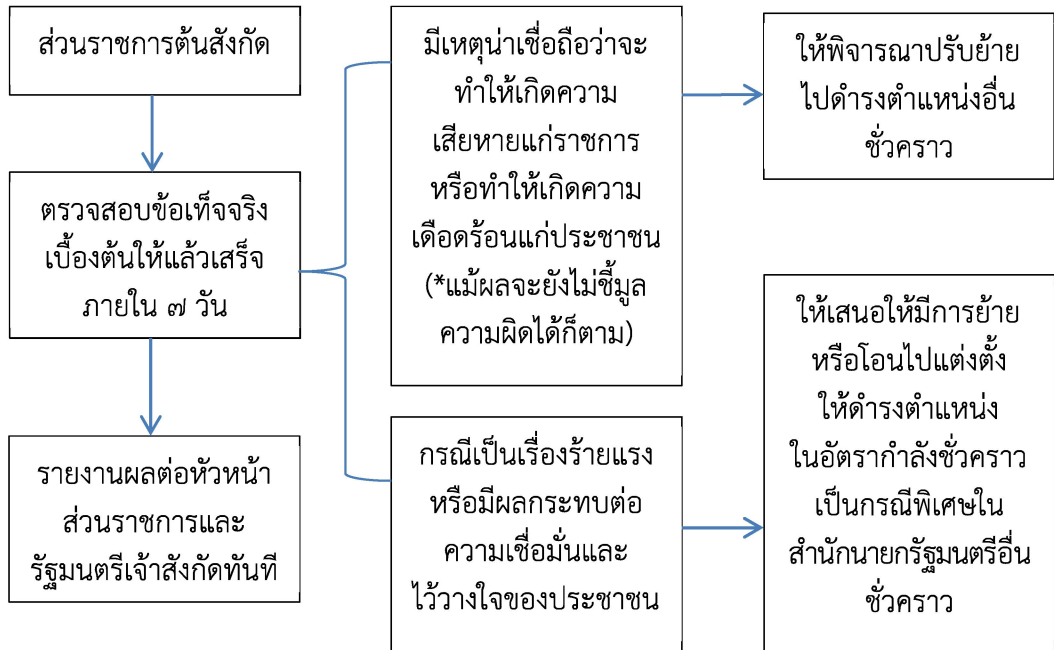 ส่วนราชการต้นสังกัด
ตรวจสอบข้อเท็จจริง
เบื้องต้นให้แล้วเสร็จ
ภายใน ๗ วัน
รายงานผลต่อหัวหน้า
ส่วนราชการและ
รัฐมนตรีเจ้าสังกัดทันที
มีเหตุน่าเชื่อถือว่าจะ
ทำให้เกิดความ
เสียหายแก่ราชการ
หรือทำให้เกิดความ
เดือดร้อนแก่ประชาชน
(*แม้ผลจะยังไม่ชี้มูล
ความผิดได้ก็ตาม)
กรณีเป็นเรื่องร้ายแรง
หรือมีผลกระทบต่อ
ความเชื่อมั่นและ
ไว้วางใจของประชาชน
ให้พิจารณาปรับย้าย
ไปดำรงตำแหน่งอื่น
ชั่วคราว
ให้เสนอให้มีการย้าย
หรือโอนไปแต่งตั้ง
ให้ดำรงตำแหน่ง
ในอัตรากำลังชั่วคราว
เป็นกรณีพิเศษใน
สำนักนายกรัฐมนตรีอื่น
ชั่วคราว